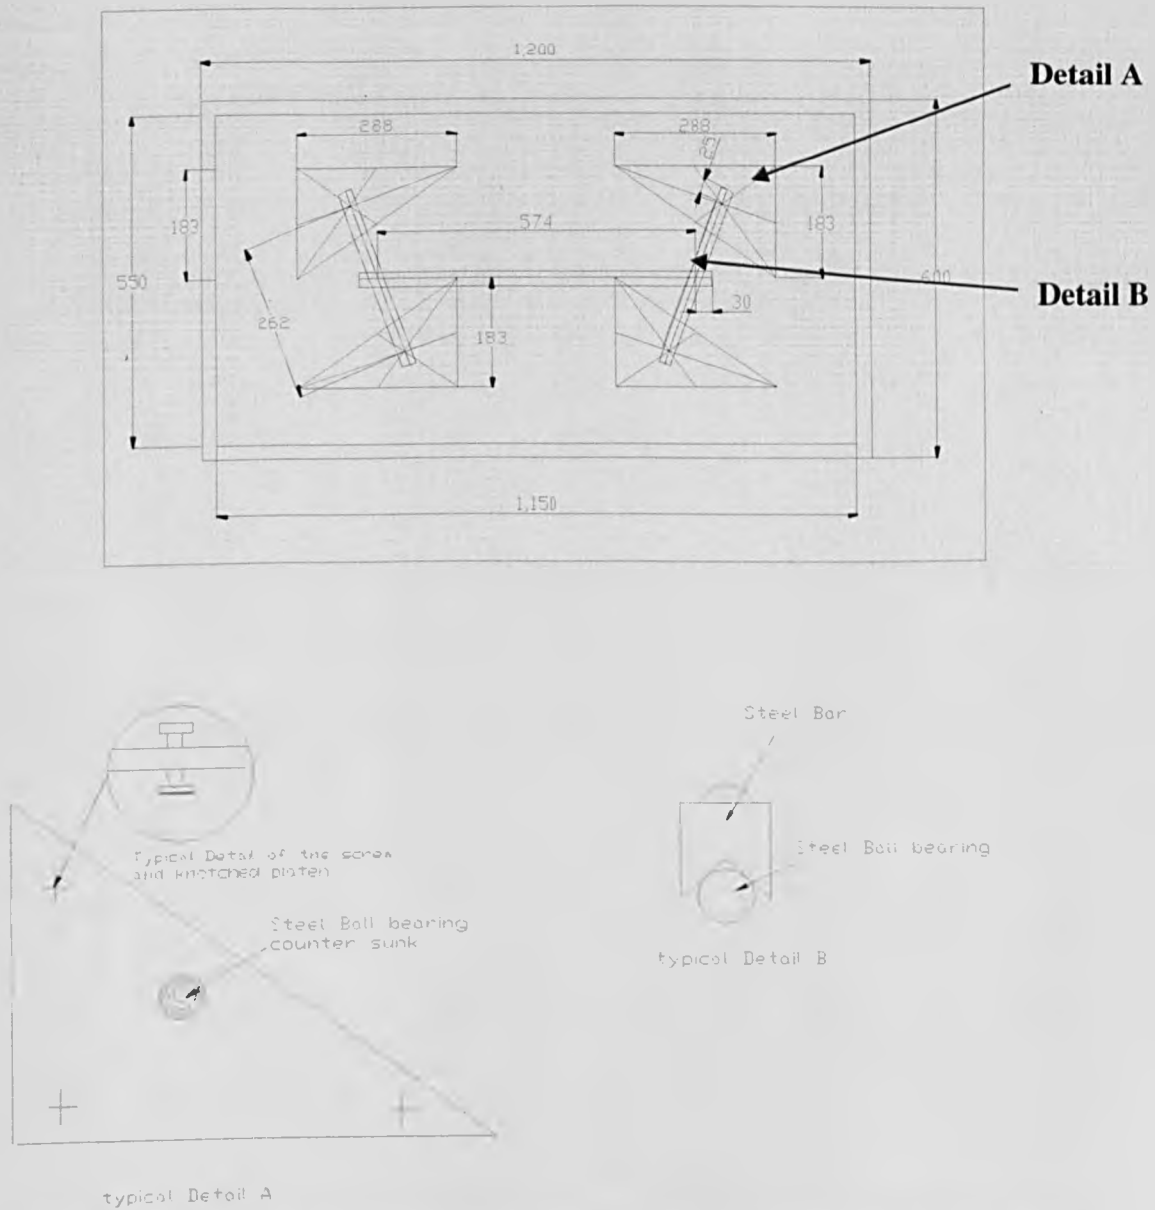 1,200
Detail A
288
288
25
183
574
183
550
600
Detail B
30
262
183
1,150
Steel Bar
Typical Detail of the screw
and knotched platen
Steel Ball bearing
Steel Ball bearing
counter sunk
typical Detail B
typical Detail A